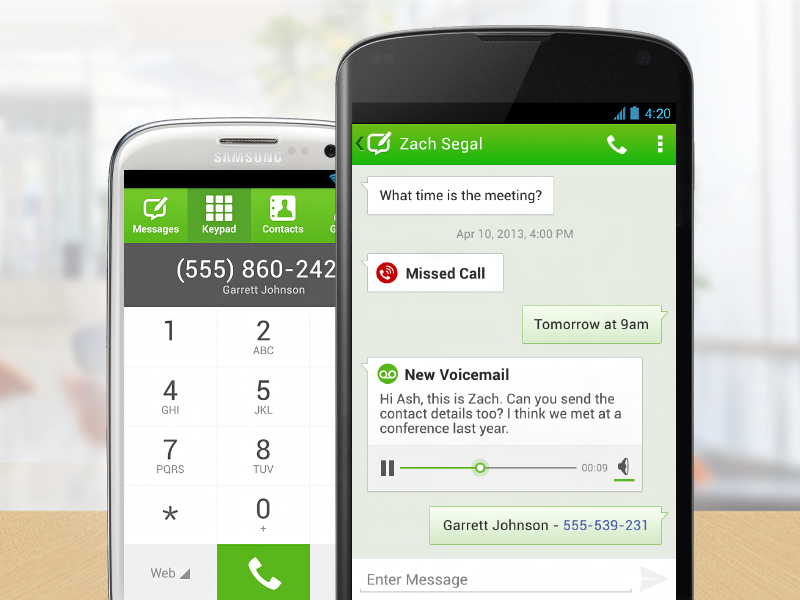 SAMSUNG
Messages
Keypad
Contacts
(555) 860-242
Garrett Johnson
1
2
ABC
4
GHI
5
JKL
7
PQRS
8
TUV
*
0
+
Web
4:20
Zach Segal
What time is the meeting?
Apr 10, 2013, 4:00 PM
Missed Call
Tomorrow at 9am
New Voicemail
Hi Ash, this is Zach. Can you send the
contact details too? I think we met at a
conference last year.
00:09
Garrett Johnson - 555-539-231
Enter Message